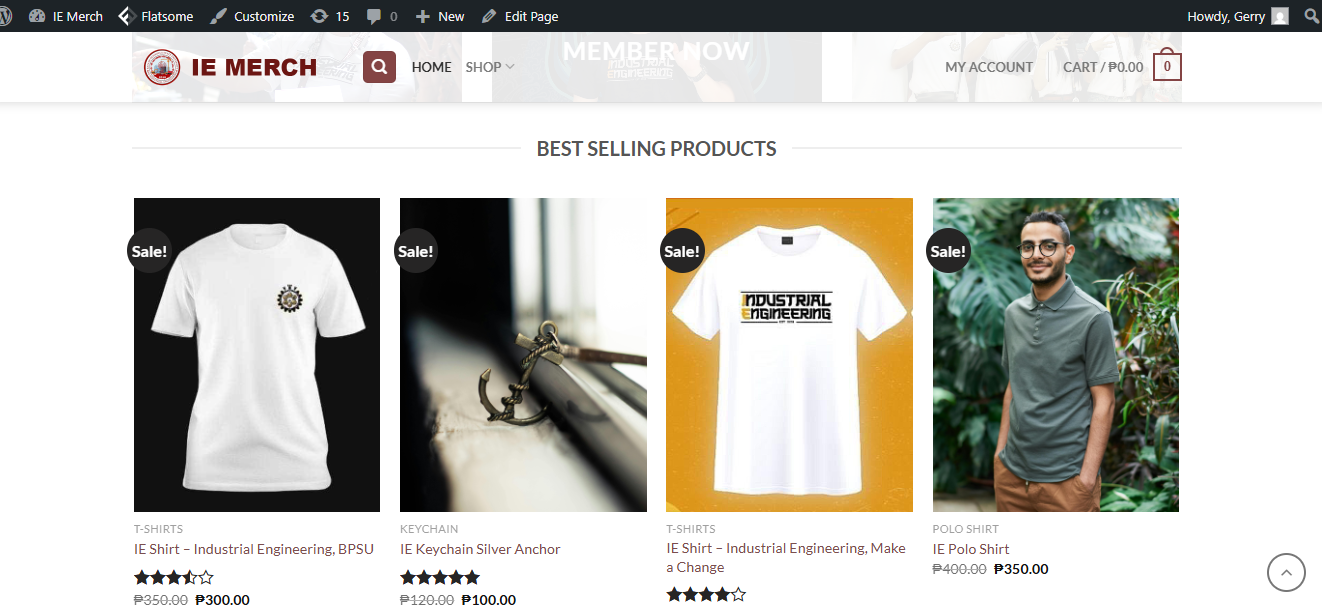 IE Merch Flatsome Customize 15 0 New Edit Page Howdy, Gerry
MEMBER NOW
INDUSTRIAL
ENGINEERING
IE MERCH HOME SHOP MY ACCOUNT CART / ₱0.00 0
BEST SELLING PRODUCTS
Sale! Sale! Sale! Sale!
INDUSTRIAL
ENGINEERING
T-SHIRTS KEYCHAIN T-SHIRTS POLO SHIRT
IE Shirt – Industrial Engineering, BPSU IE Keychain Silver Anchor IE Shirt – Industrial Engineering, Make IE Polo Shirt
a Change
₱400.00 ₱350.00
₱350.00 ₱300.00 ₱120.00 ₱100.00